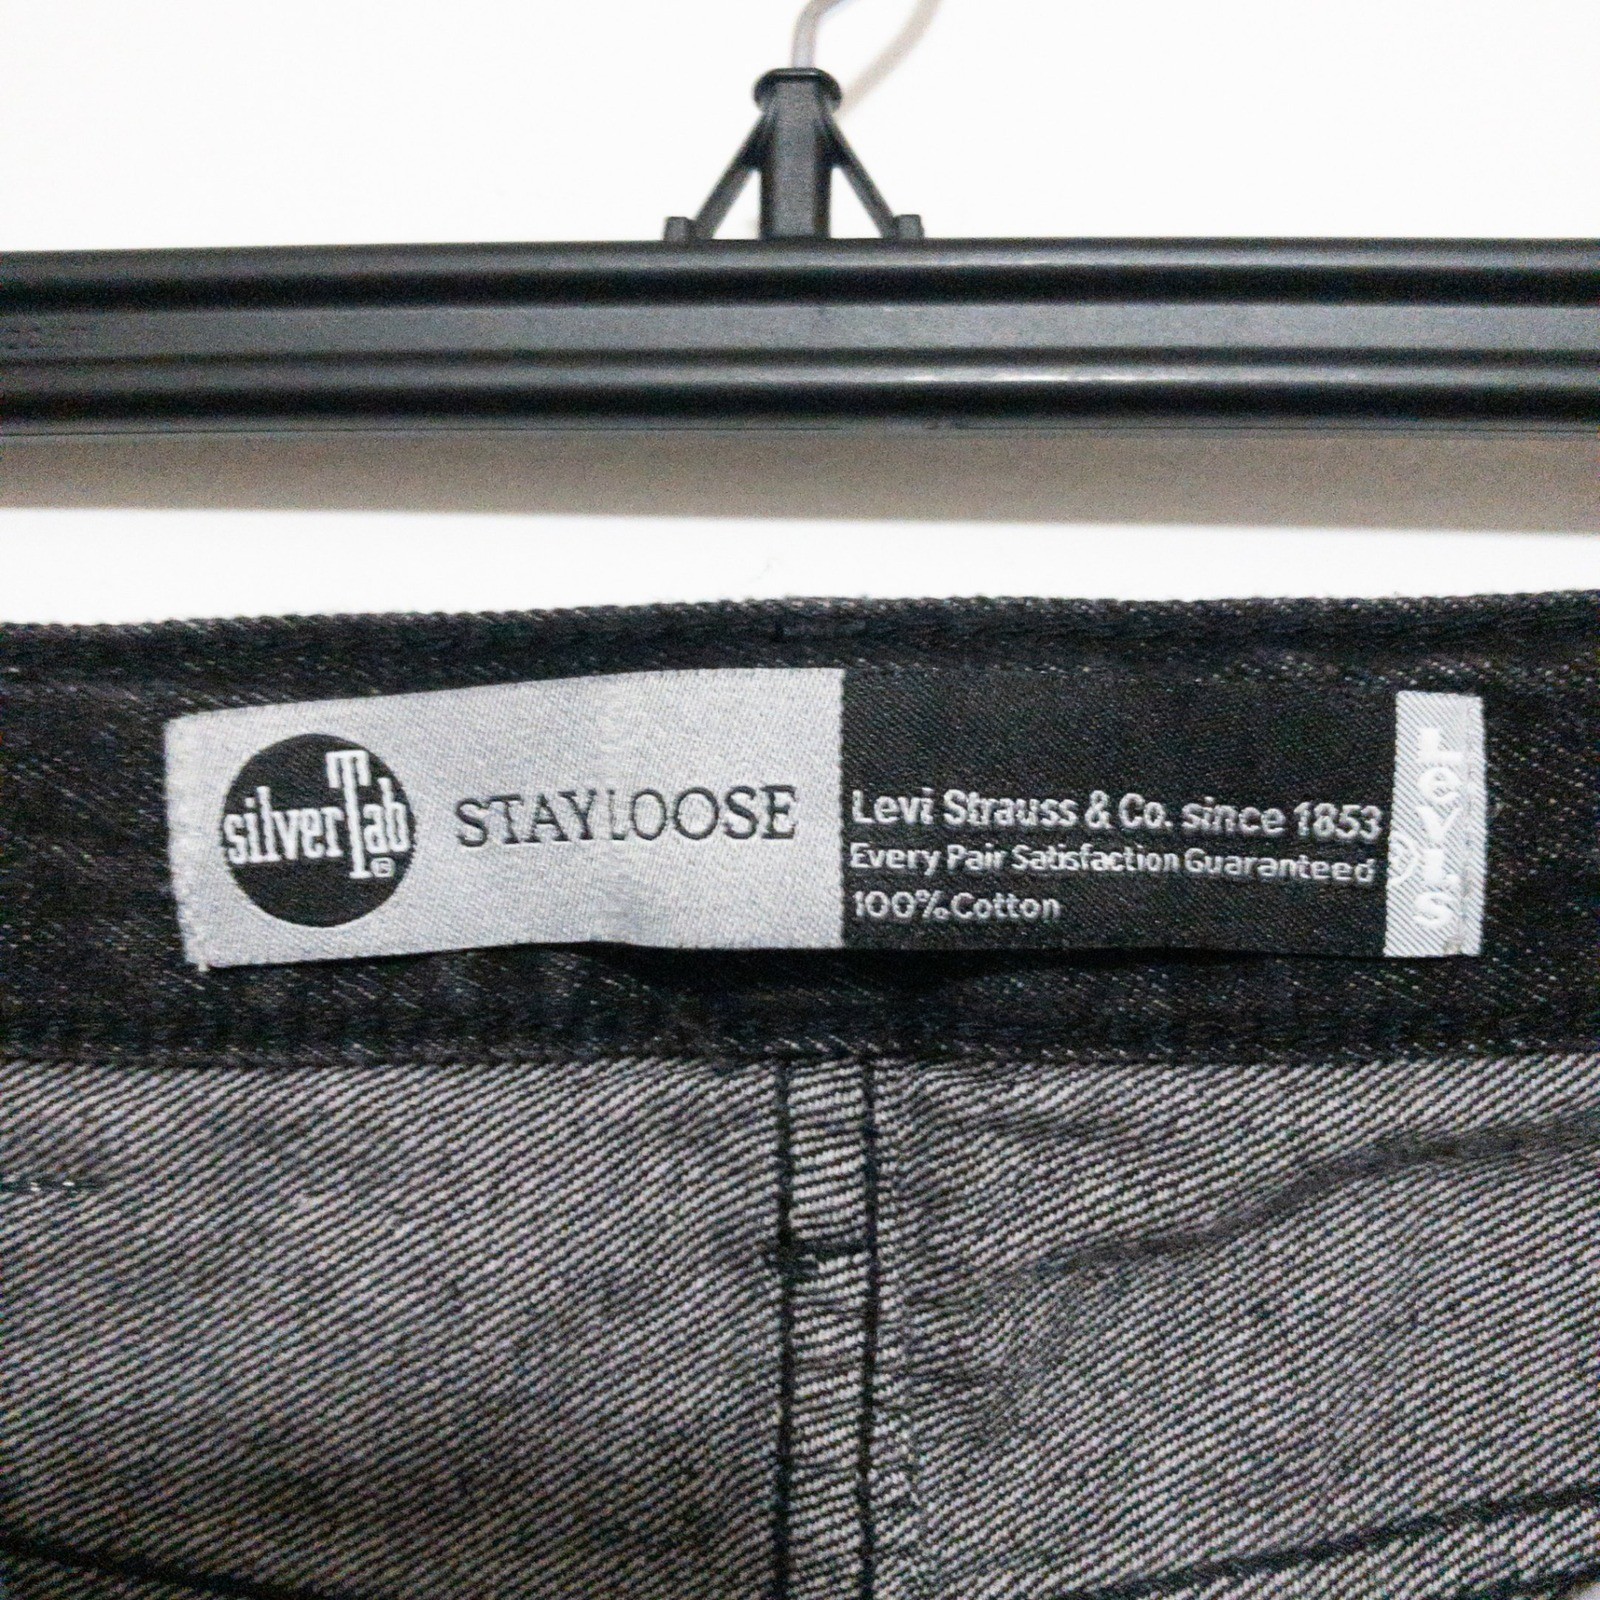 silverTab®
STAYLOOSE
Levi Strauss & Co. since 1853
Every Pair Satisfaction Guaranteed
100% Cotton
LeVI'S